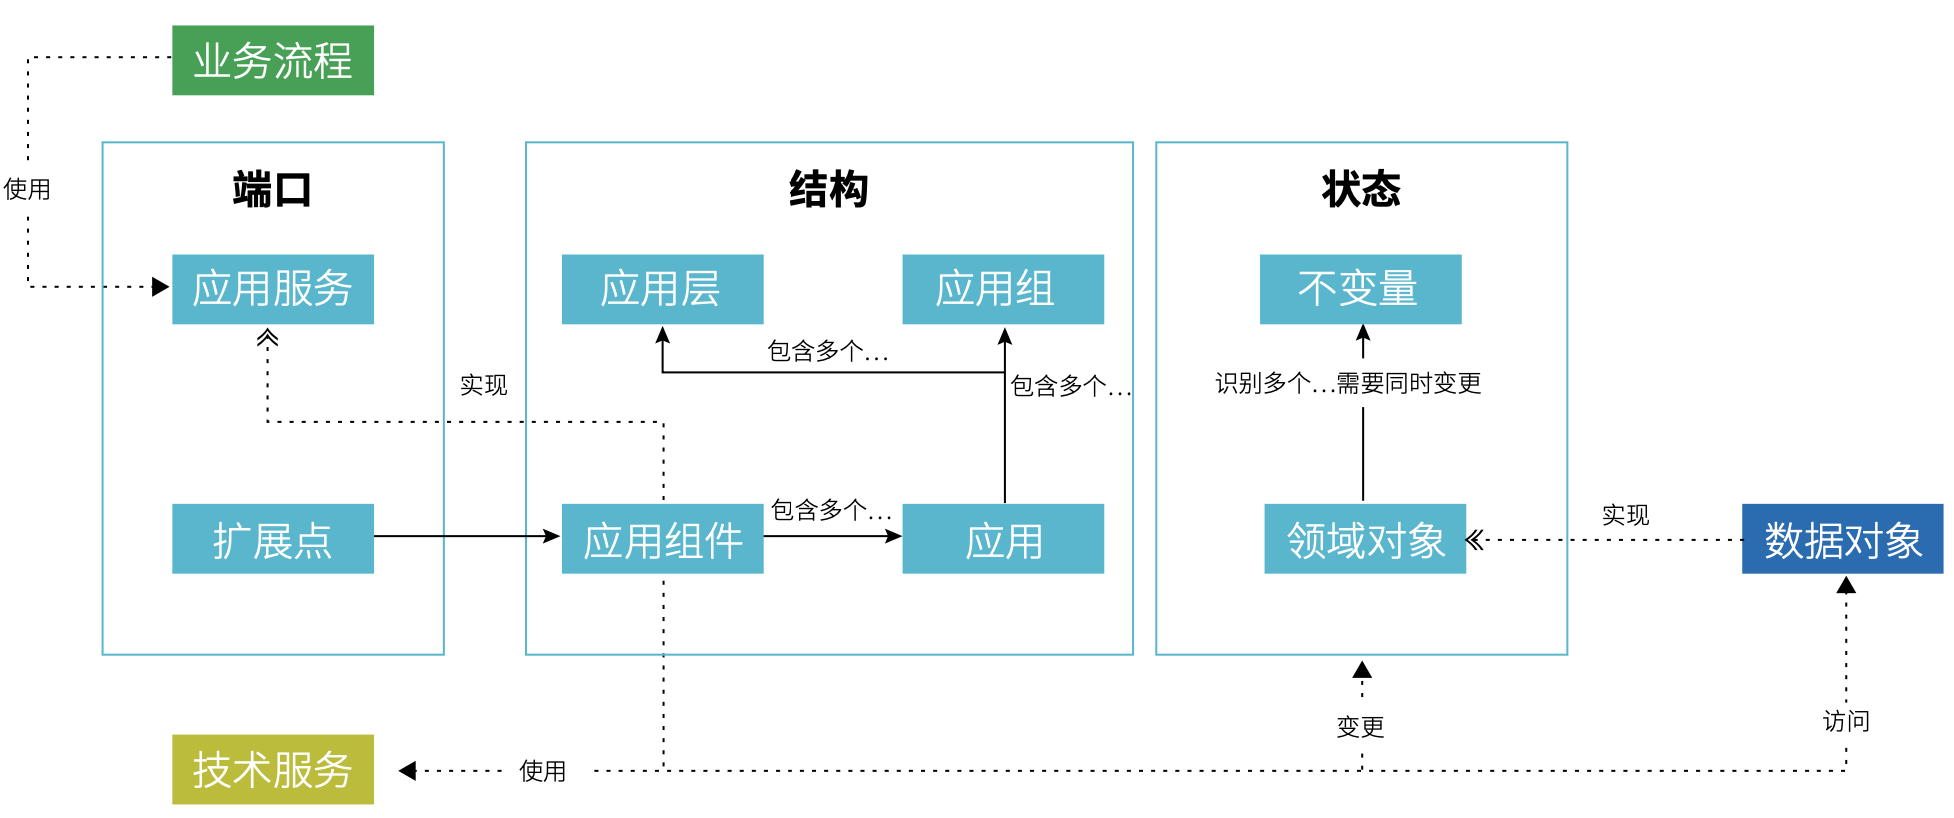 业务流程
使用
端口
结构
状态
应用服务
应用层
应用组
不变量
包含多个...
实现
包含多个...
识别多个...需要同时变更
扩展点
应用组件
包含多个...
应用
领域对象
实现
数据对象
变更
访问
技术服务
使用